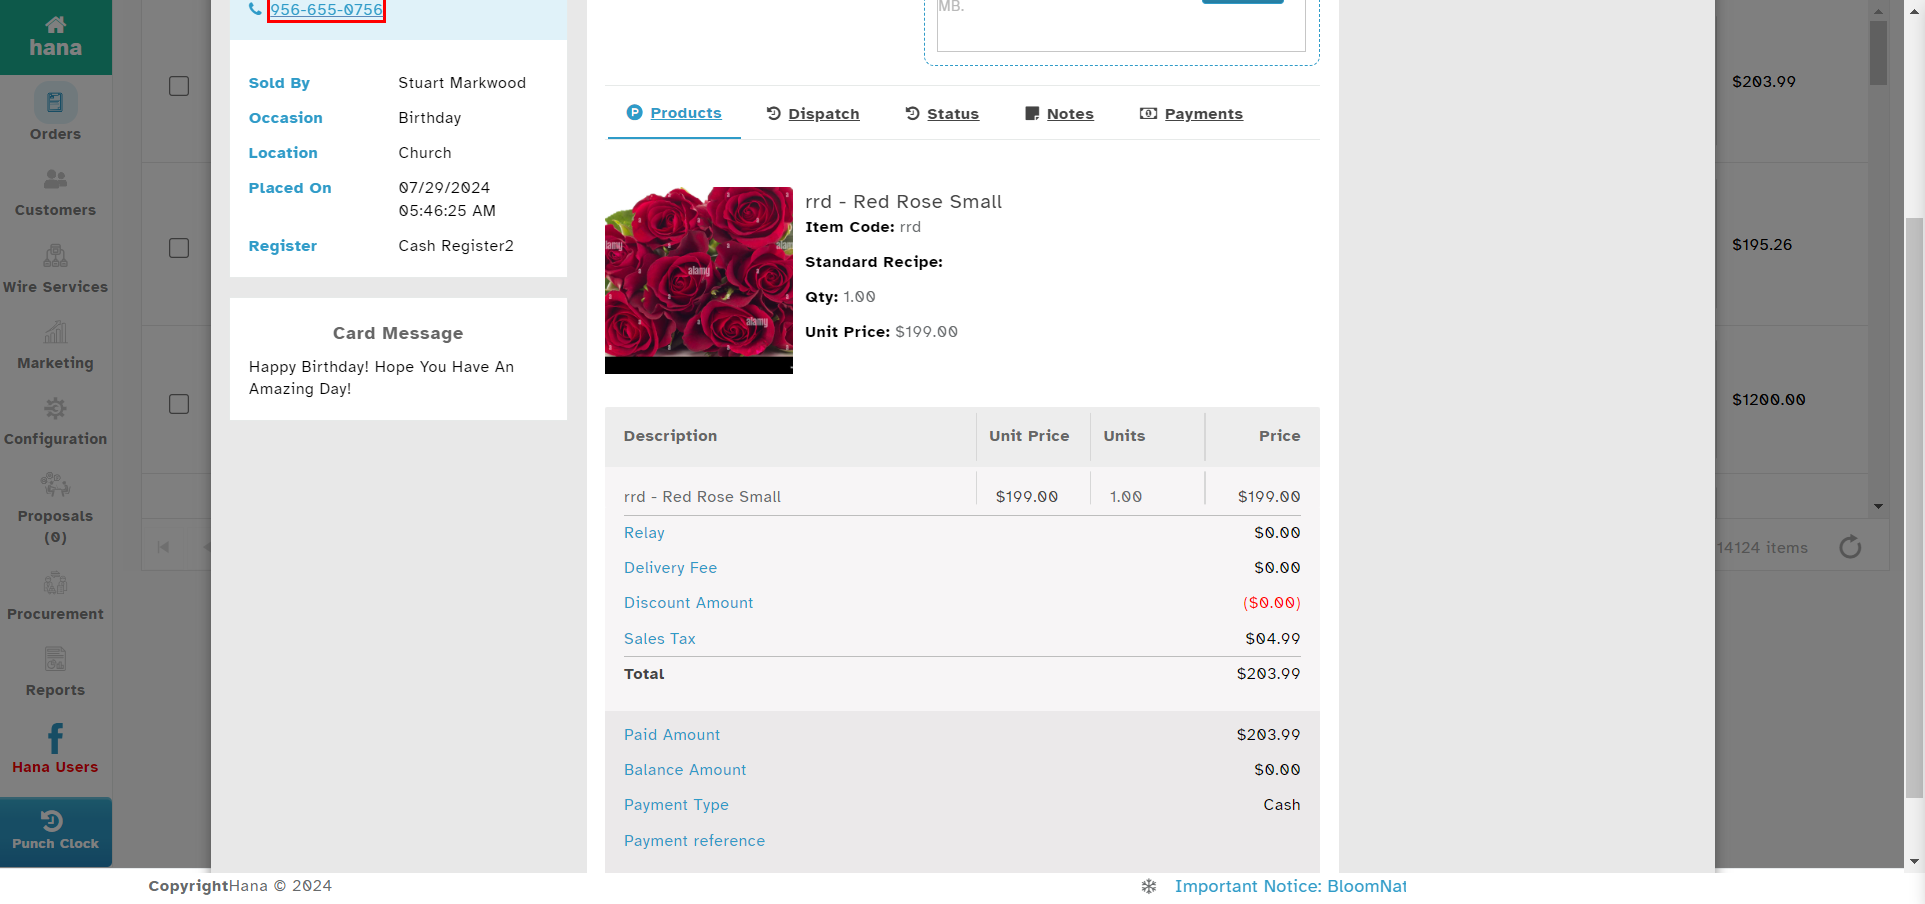 hana
Orders
Customers
Wire Services
Marketing
Configuration
Proposals
(0)
Procurement
Reports
Hana Users
Punch Clock
956-655-0756
Sold By Stuart Markwood
Occasion Birthday
Location Church
Placed On 07/29/2024
05:46:25 AM
Register Cash Register2
Card Message
Happy Birthday! Hope You Have An
Amazing Day!
MB.
Products Dispatch Status Notes Payments
alamy
alamy
alamy
alamy
rrd - Red Rose Small
Item Code: rrd
Standard Recipe:
Qty: 1.00
Unit Price: $199.00
Description Unit Price Units Price
rrd - Red Rose Small $199.00 1.00 $199.00
Relay $0.00
Delivery Fee $0.00
Discount Amount ($0.00)
Sales Tax $04.99
Total $203.99
Paid Amount $203.99
Balance Amount $0.00
Payment Type Cash
Payment reference
$203.99
$195.26
$1200.00
14124 items
CopyrightHana © 2024
Important Notice: BloomNat